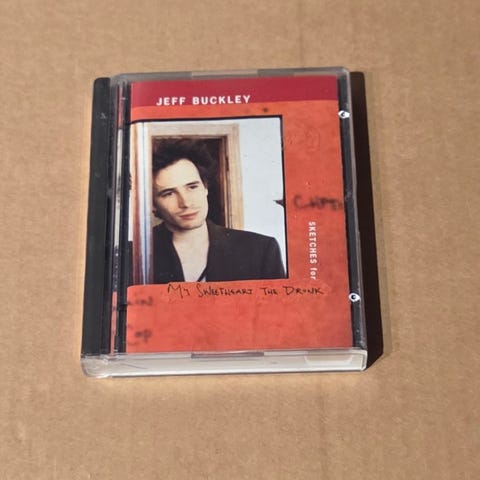 JEFF BUCKLEY
SKETCHES for
My Sweetheart The Drunk